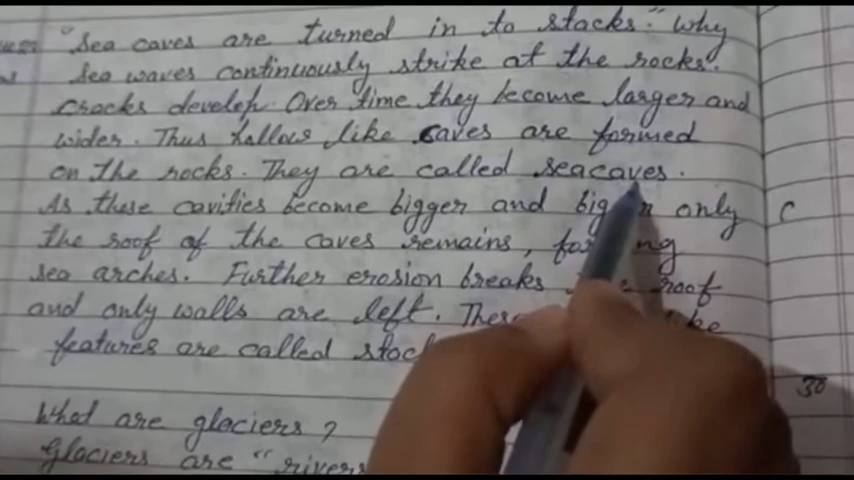 "Sea caves are turned in to stacks." Why
Sea waves continuously strike at the rocks.
Cracks develop. Over time they become larger and
wider. Thus hallows like caves are formed
on the rocks. They are called seacaves.
As these cavities become bigger and only
the roof of the caves remains,
sea arches. Further erosion breaks roof
and only walls are left. These
features are called
What are glaciers?
Glaciers are "rivers